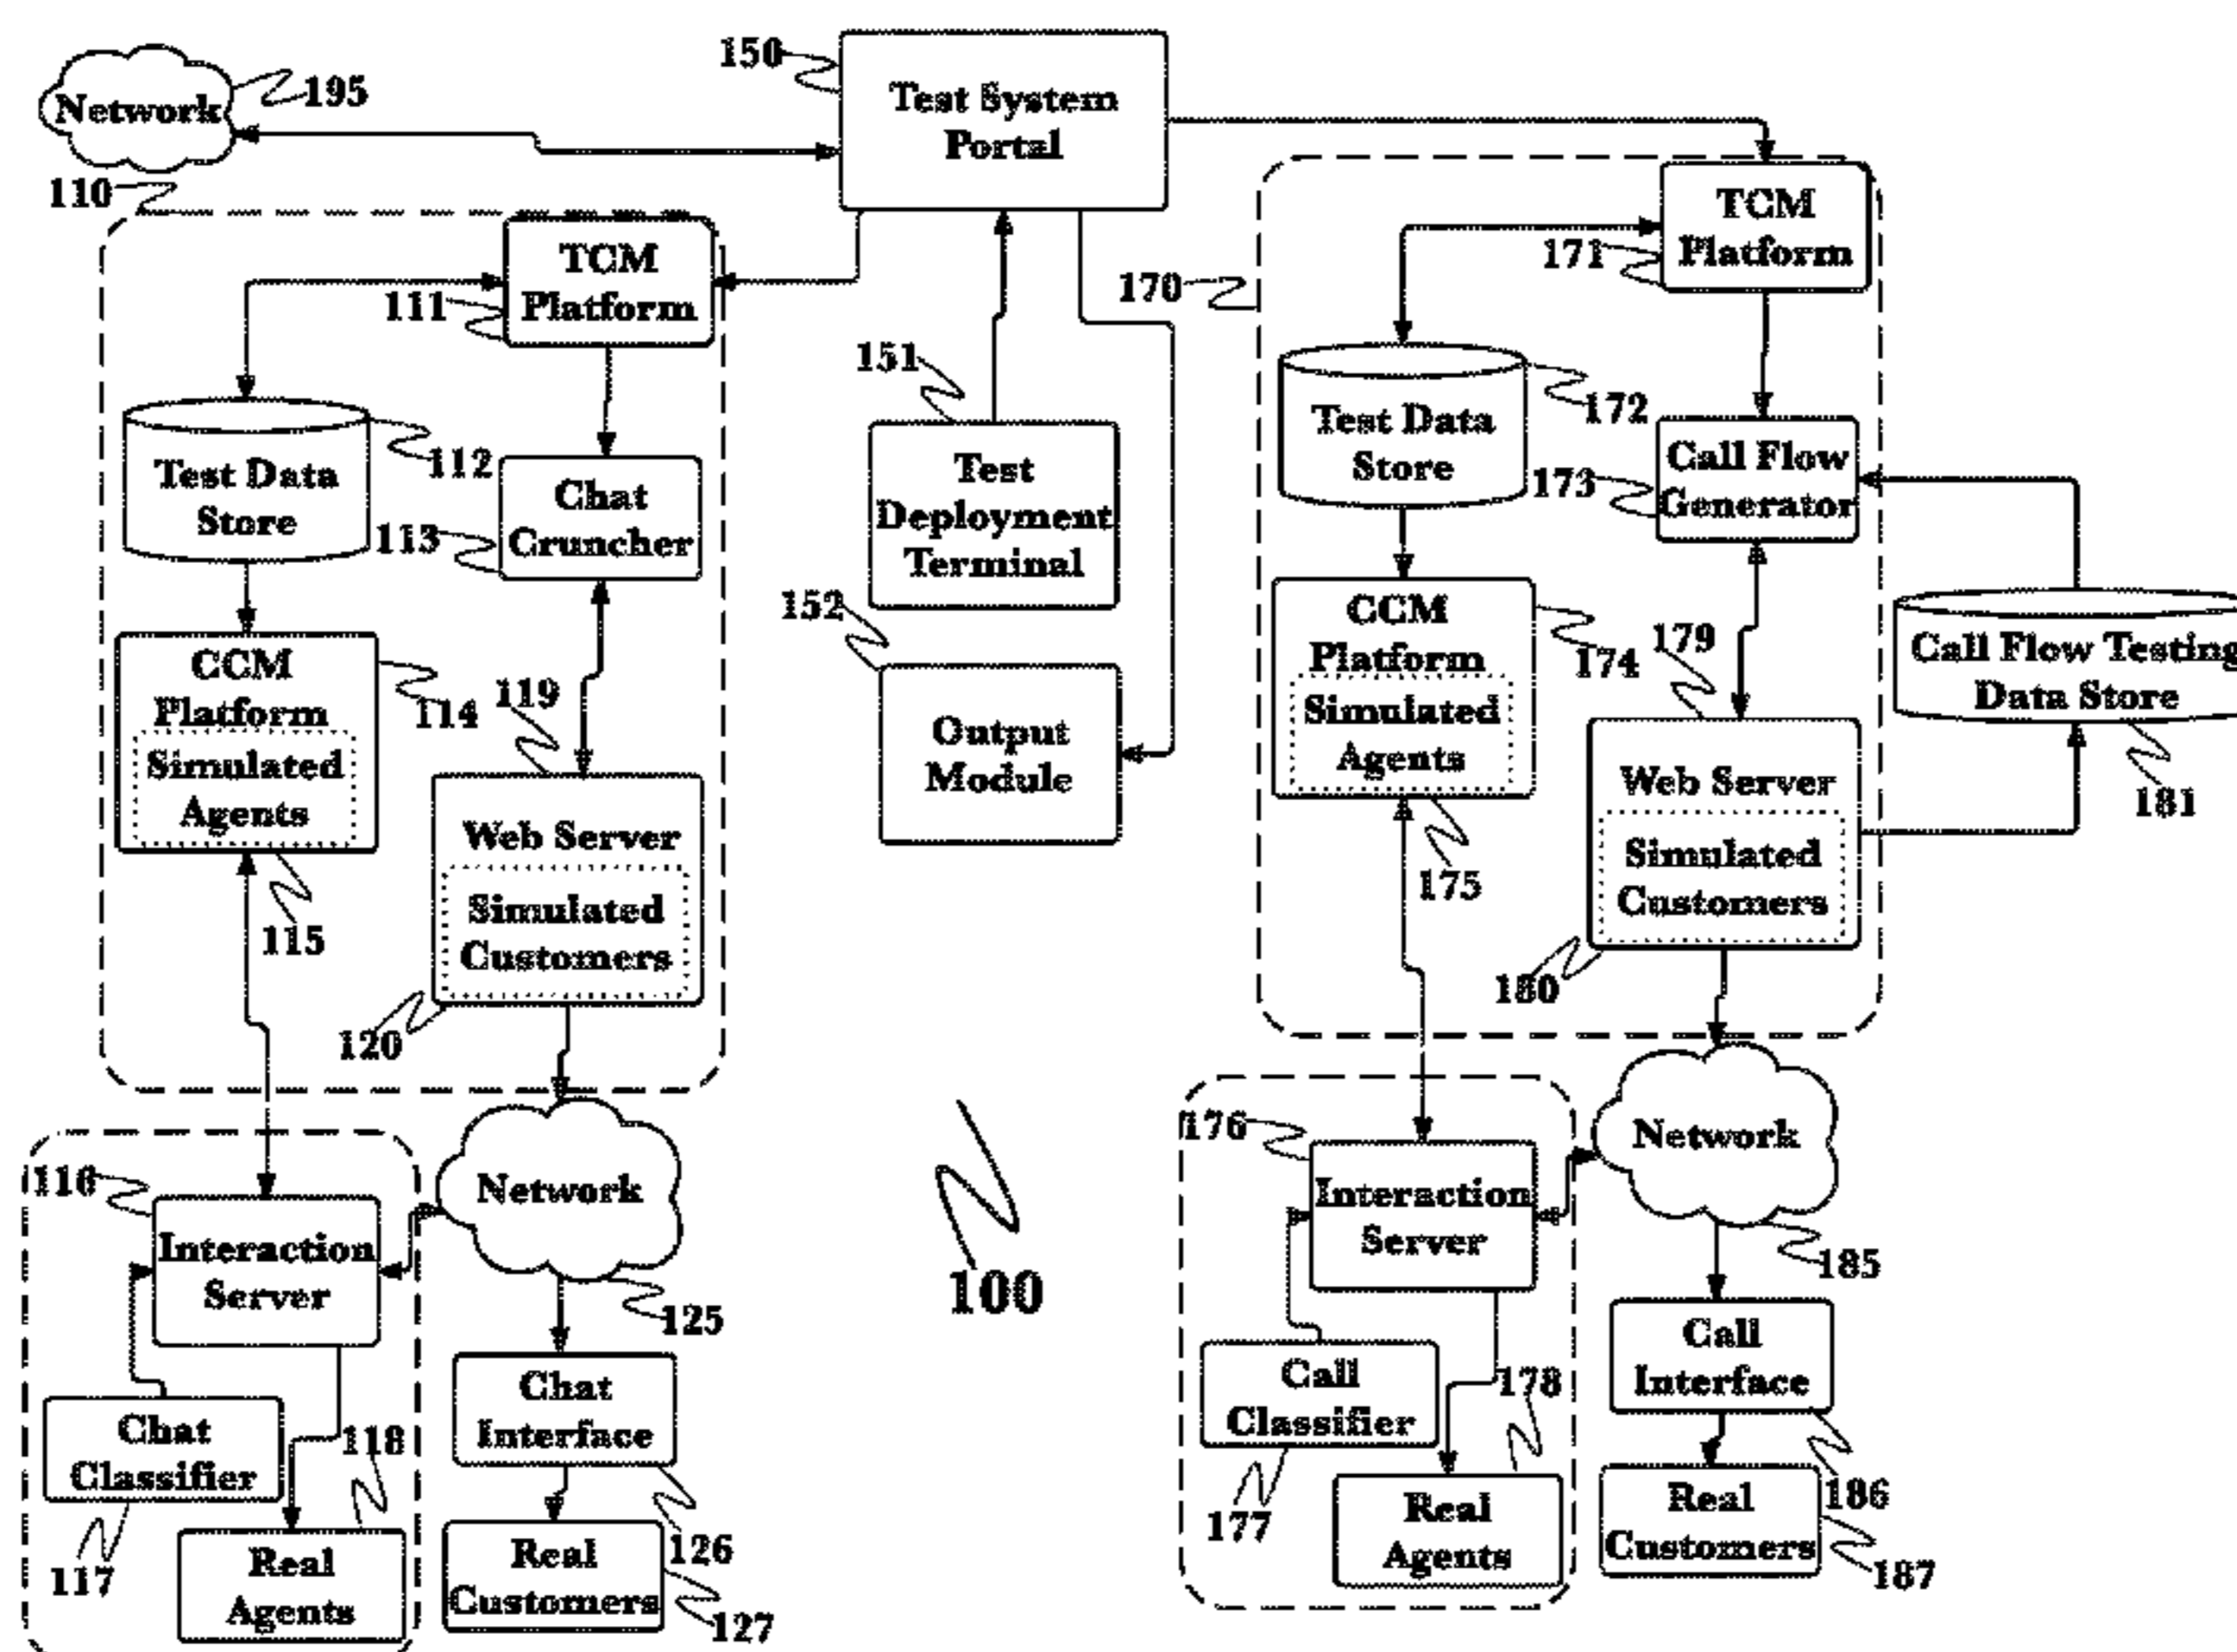 150
Test System
Portal
Network
195
110
TCM
Platform
111
TCM
Platform
171
170
151
Test Data
Store
112
Chat
Cruncher
113
Test
Deployment
Terminal
152
Test Data
Store
172
Call Flow
Generator
173
CCM
Platform
Simulated
Agents
114
115
119
Web Server
Simulated
Customers
120
Output
Module
CCM
Platform
Simulated
Agents
174
175
179
Web Server
Simulated
Customers
180
Call Flow Testing
Data Store
181
116
Interaction
Server
Network
125
100
176
Interaction
Server
Network
185
Chat
Classifier
117
118
Real
Agents
Chat
Interface
126
Real
Customers
127
Call
Classifier
177
178
Real
Agents
Call
Interface
186
Real
Customers
187